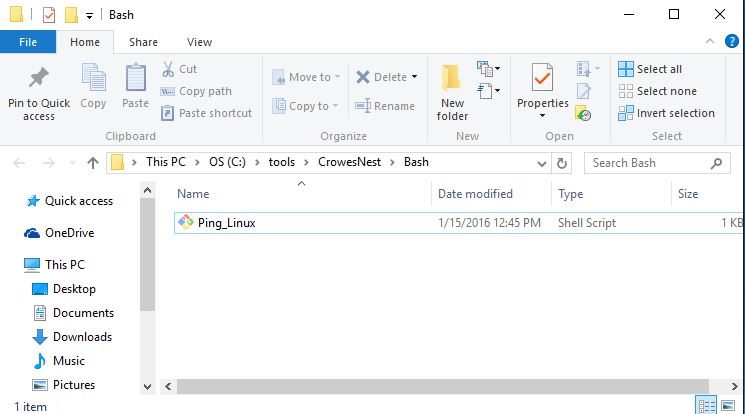 Bash
File Home Share View
Pin to Quick access
Copy
Paste
Cut
Copy path
Paste shortcut
Clipboard
Move to
Copy to
Delete
Rename
Organize
New folder
New
Properties
Open
Select all
Select none
Invert selection
Select
This PC OS (C:) tools CrowesNest Bash
Search Bash
Name Date modified Type Size
Ping_Linux 1/15/2016 12:45 PM Shell Script 1 KB
Quick access
OneDrive
This PC
Desktop
Documents
Downloads
Music
Pictures
1 item